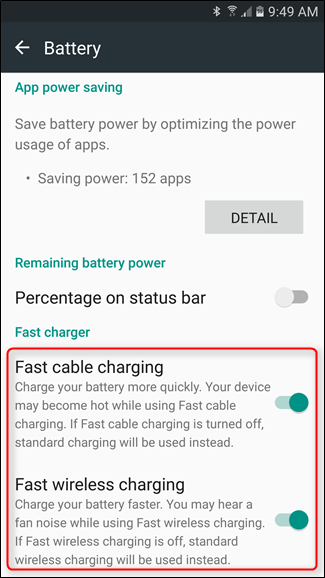 9:49 AM
Battery
App power saving
Save battery power by optimizing the power
usage of apps.
• Saving power: 152 apps
DETAIL
Remaining battery power
Percentage on status bar
Fast charger
Fast cable charging
Charge your battery more quickly. Your device
may become hot while using Fast cable
charging. If Fast cable charging is turned off,
standard charging will be used instead.
Fast wireless charging
Charge your battery faster. You may hear a
fan noise while using Fast wireless charging.
If Fast wireless charging is off, standard
wireless charging will be used instead.